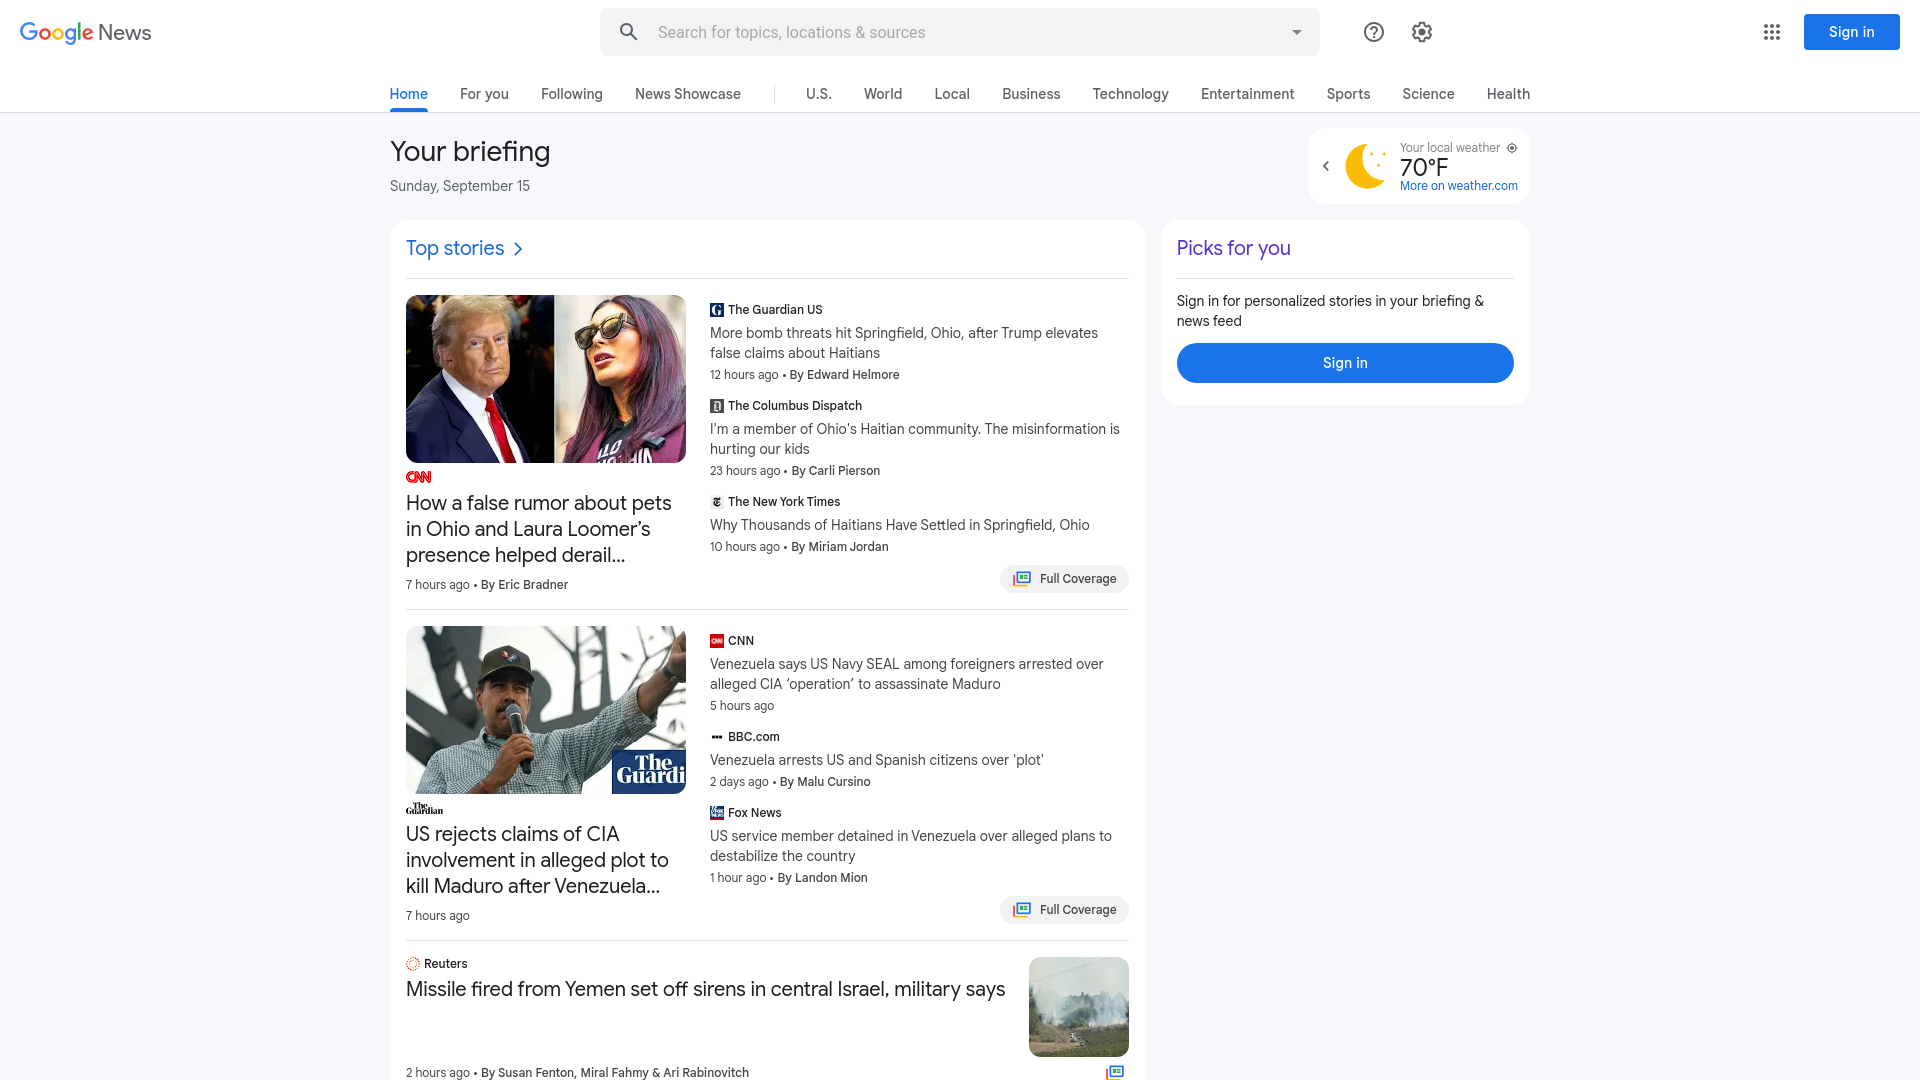 Google News
Search for topics, locations & sources
Sign in
Home
For you
Following
News Showcase
U.S.
World
Local
Business
Technology
Entertainment
Sports
Science
Health
Your briefing
Sunday, September 15
Your local weather
70°F
More on weather.com
Top stories
CNN
How a false rumor about pets
in Ohio and Laura Loomer’s
presence helped derail...
7 hours ago • By Eric Bradner
The Guardian US
More bomb threats hit Springfield, Ohio, after Trump elevates
false claims about Haitians
12 hours ago • By Edward Helmore
The Columbus Dispatch
I'm a member of Ohio's Haitian community. The misinformation is
hurting our kids
23 hours ago • By Carli Pierson
The New York Times
Why Thousands of Haitians Have Settled in Springfield, Ohio
10 hours ago • By Miriam Jordan
Full Coverage
The
Guardi
The
Guardian
US rejects claims of CIA
involvement in alleged plot to
kill Maduro after Venezuela...
7 hours ago
CNN
Venezuela says US Navy SEAL among foreigners arrested over
alleged CIA ‘operation’ to assassinate Maduro
5 hours ago
BBC.com
Venezuela arrests US and Spanish citizens over 'plot'
2 days ago • By Malu Cursino
Fox News
US service member detained in Venezuela over alleged plans to
destabilize the country
1 hour ago • By Landon Mion
Full Coverage
Reuters
Missile fired from Yemen set off sirens in central Israel, military says
2 hours ago • By Susan Fenton, Miral Fahmy & Ari Rabinovitch
Picks for you
Sign in for personalized stories in your briefing &
news feed
Sign in